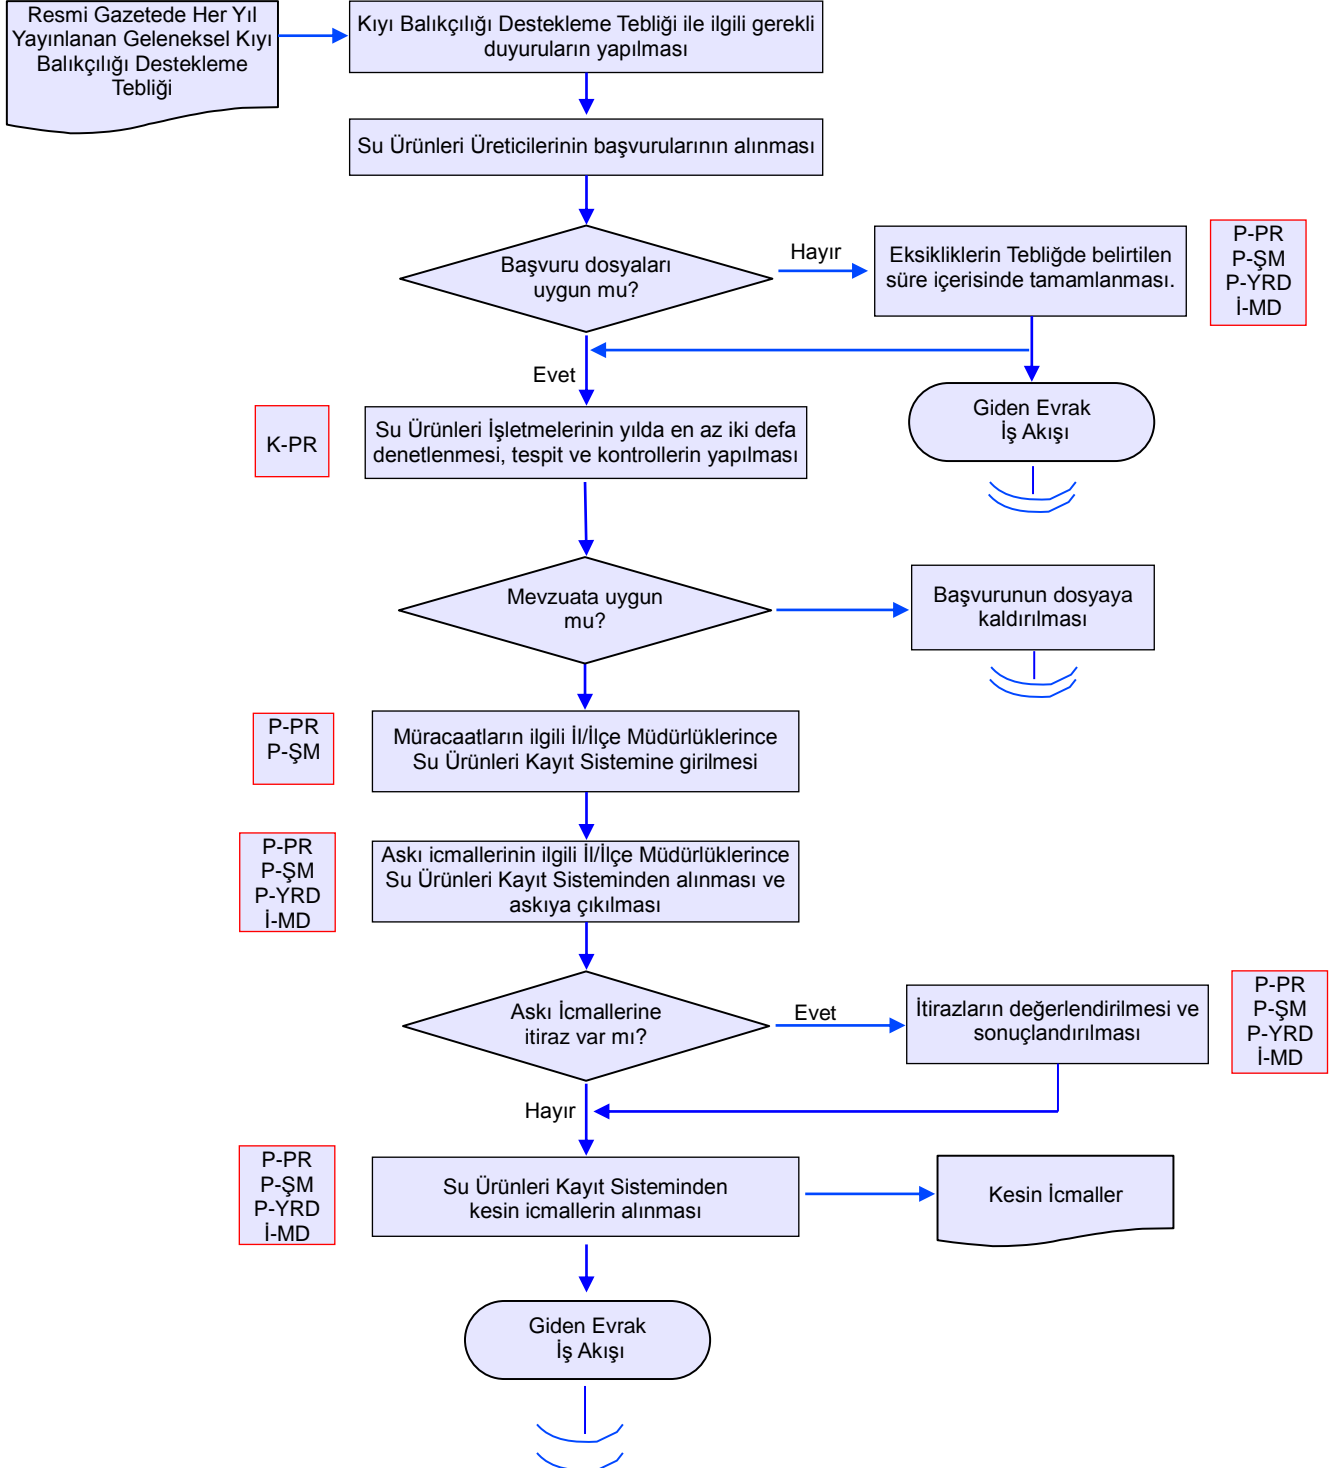 Resmi Gazetede Her Yıl
Yayınlanan Geleneksel Kıyı
Balıkçılığı Destekleme
Tebliği
Kıyı Balıkçılığı Destekleme Tebliği ile ilgili gerekli
duyuruların yapılması
Su Ürünleri Üreticilerinin başvurularının alınması
Başvuru dosyaları
uygun mu?
Hayır
Eksikliklerin Tebliğde belirtilen
süre içerisinde tamamlanması.
P-PR
P-ŞM
P-YRD
İ-MD
Evet
Giden Evrak
İş Akışı
K-PR
Su Ürünleri İşletmelerinin yılda en az iki defa
denetlenmesi, tespit ve kontrollerin yapılması
Mevzuata uygun
mu?
Başvurunun dosyaya
kaldırılması
P-PR
P-ŞM
Müracaatların ilgili İl/İlçe Müdürlüklerince
Su Ürünleri Kayıt Sistemine girilmesi
P-PR
P-ŞM
P-YRD
İ-MD
Askı icmallerinin ilgili İl/İlçe Müdürlüklerince
Su Ürünleri Kayıt Sisteminden alınması ve
askıya çıkılması
Askı İcmallerine
itiraz var mı?
Evet
İtirazların değerlendirilmesi ve
sonuçlandırılması
P-PR
P-ŞM
P-YRD
İ-MD
Hayır
P-PR
P-ŞM
P-YRD
İ-MD
Su Ürünleri Kayıt Sisteminden
kesin icmallerin alınması
Kesin İcmaller
Giden Evrak
İş Akışı